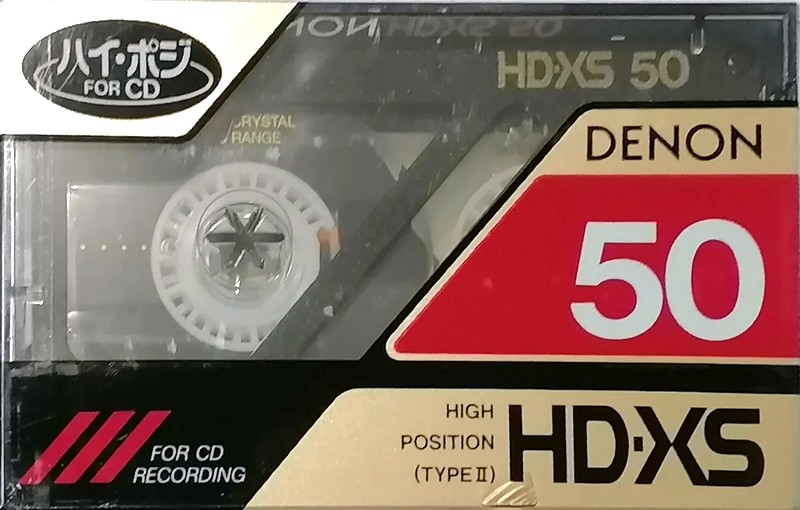 ハイ・ポジ
FOR CD
HD·XS 50
CRYSTAL
RANGE
DENON
50
FOR CD
RECORDING
HIGH
POSITION
(TYPE II)
HD·XS